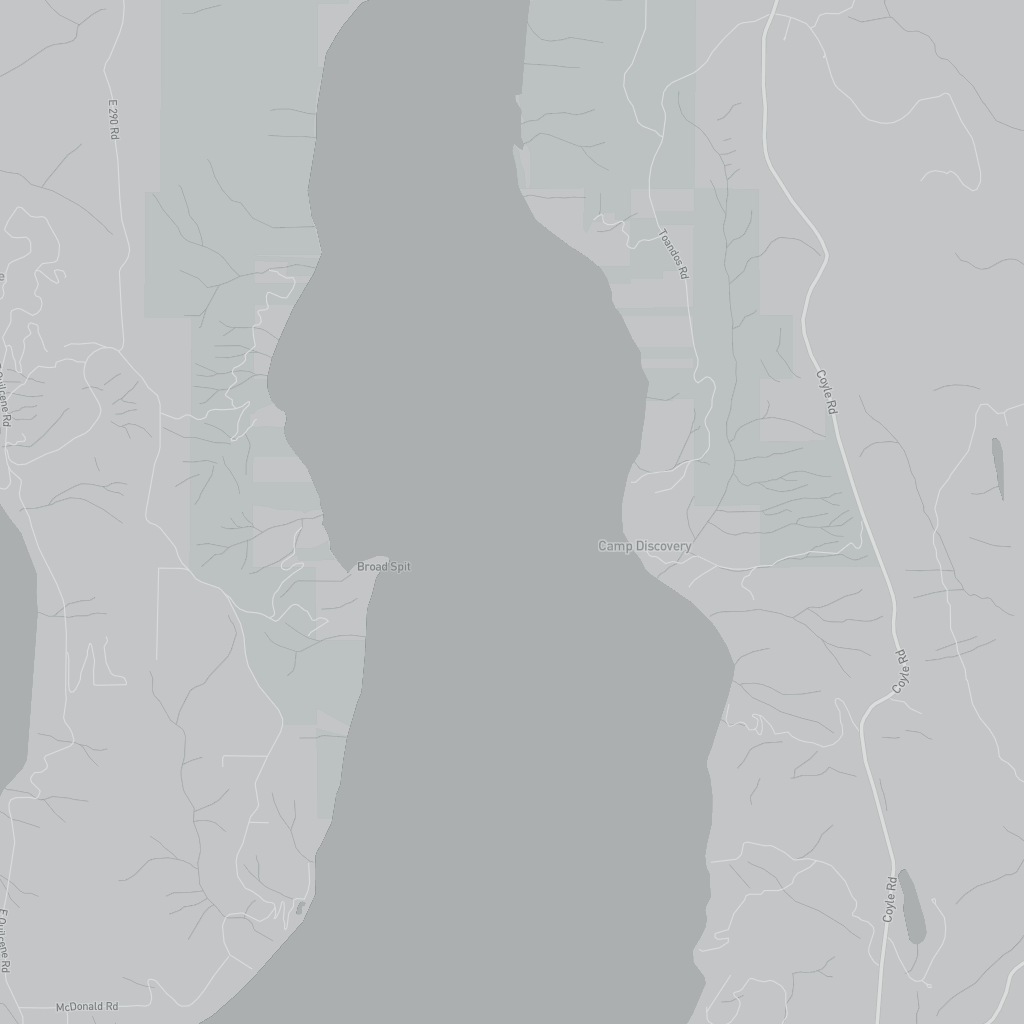 E 290 Rd
Toandos Rd
Coyle Rd
E Quilcene Rd
Camp Discovery
Broad Spit
Coyle Rd
Coyle Rd
E Quilcene Rd
McDonald Rd